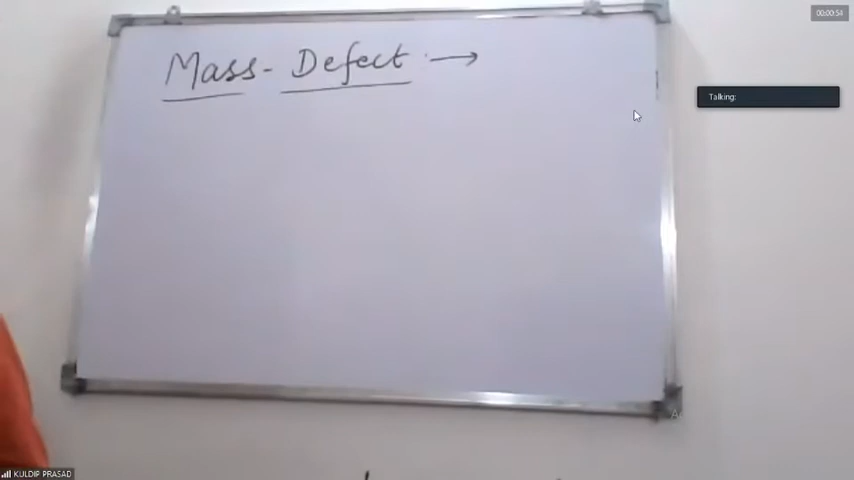 00:00:54
Mass-Defect →
Talking:
KULDIP PRASAD